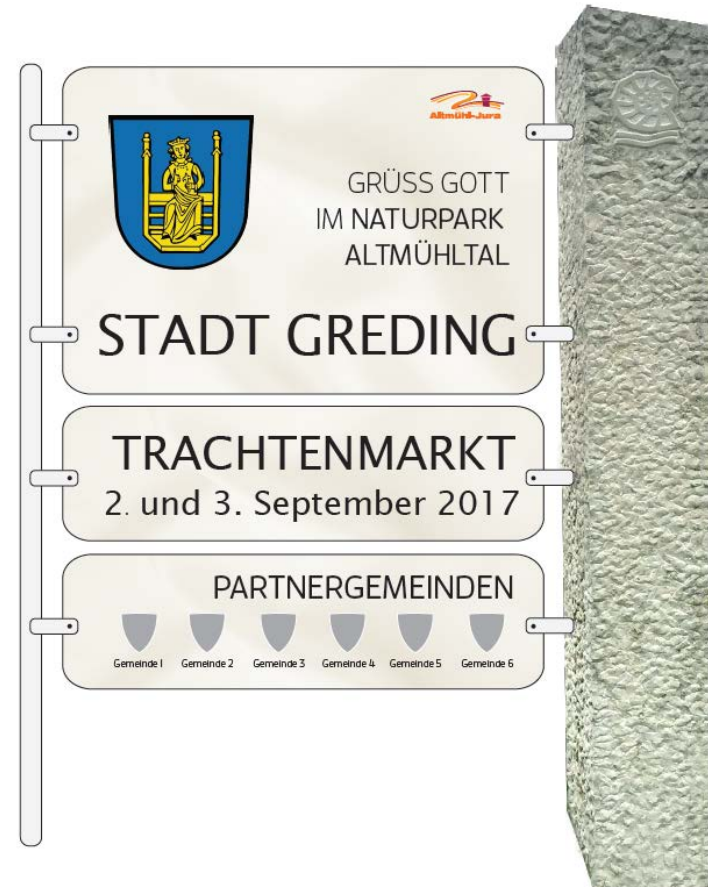 Altmühl-Jura
GRÜSS GOTT
IM NATURPARK
ALTMÜHLTAL
STADT GREDING
TRACHTENMARKT
2. und 3. September 2017
PARTNERGEMEINDEN
Gemeinde 1 Gemeinde 2 Gemeinde 3 Gemeinde 4 Gemeinde 5 Gemeinde 6